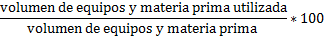 volumen de equipos y materia prima utilizada
volumen de equipos y materia prima
* 100